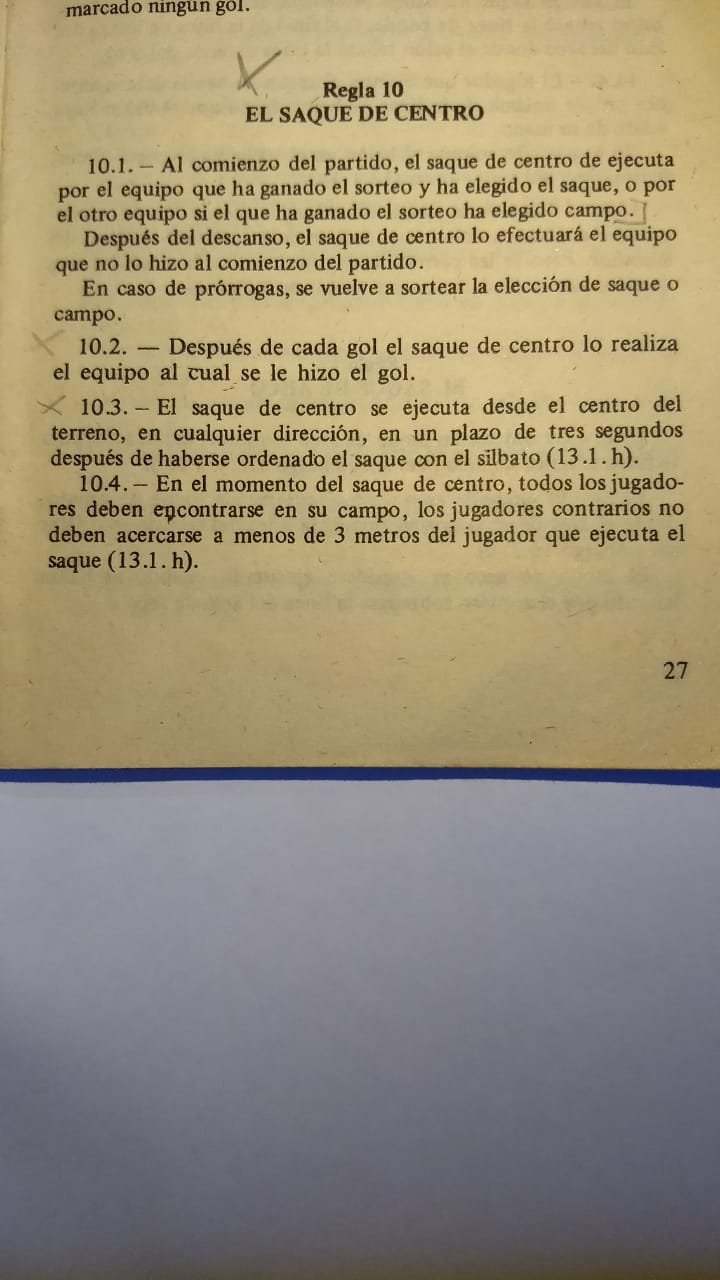 marcado ningún gol.
Regla 10
EL SAQUE DE CENTRO
10.1. — Al comienzo del partido, el saque de centro de ejecuta
por el equipo que ha ganado el sorteo y ha elegido el saque, o por
el otro equipo si el que ha ganado el sorteo ha elegido campo.
Después del descanso, el saque de centro lo efectuará el equipo
que no lo hizo al comienzo del partido.
En caso de prórrogas, se vuelve a sortear la elección de saque o
campo.
10.2. — Después de cada gol el saque de centro lo realiza
el equipo al cual se le hizo el gol.
10.3. — El saque de centro se ejecuta desde el centro del
terreno, en cualquier dirección, en un plazo de tres segundos
después de haberse ordenado el saque con el silbato (13.1. h).
10.4. — En el momento del saque de centro, todos los jugado-
res deben encontrarse en su campo, los jugadores contrarios no
deben acercarse a menos de 3 metros del jugador que ejecuta el
saque (13.1. h).
27